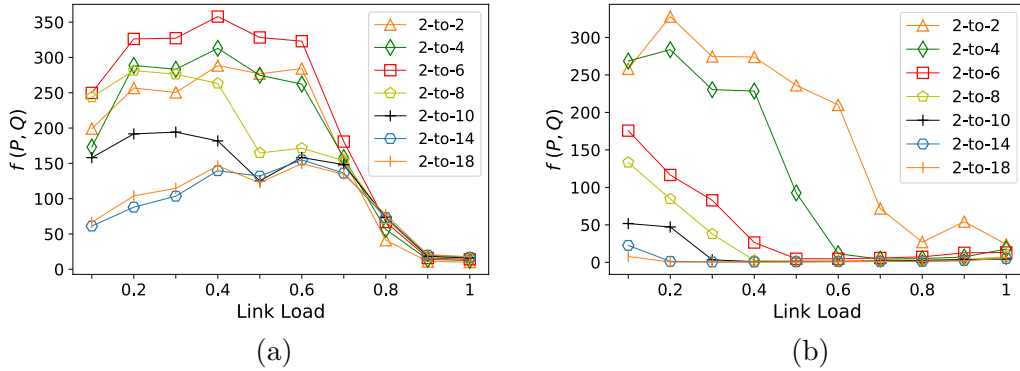 350
300
250
200
150
100
50
0
f (P, Q)
0.2 0.4 0.6 0.8 1
Link Load
2-to-2
2-to-4
2-to-6
2-to-8
2-to-10
2-to-14
2-to-18
(a)
300
250
200
150
100
50
0
f (P, Q)
0.2 0.4 0.6 0.8 1
Link Load
2-to-2
2-to-4
2-to-6
2-to-8
2-to-10
2-to-14
2-to-18
(b)